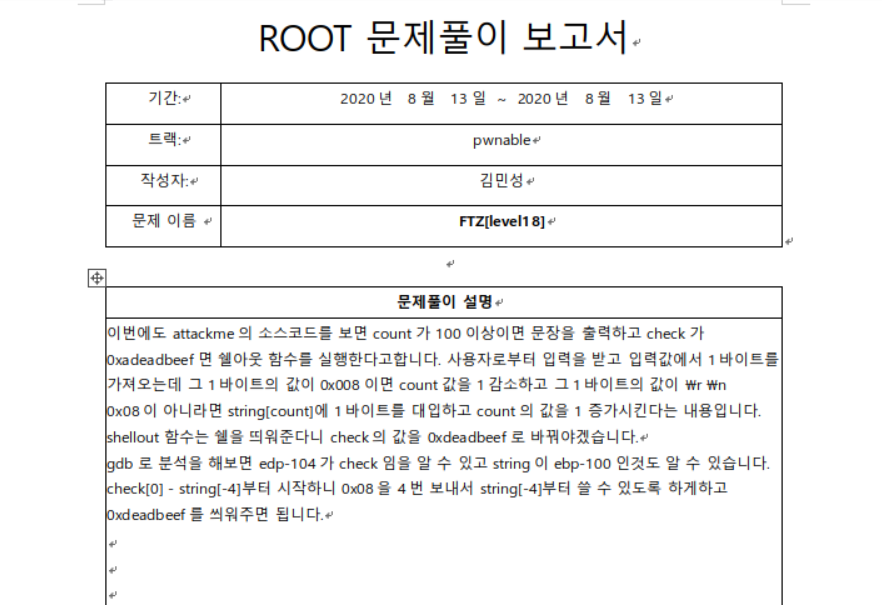 ROOT 문제풀이 보고서
기간: 2020 년 8 월 13 일 ~ 2020 년 8 월 13 일
트랙: pwnable
작성자: 김민성
문제 이름 FTZ[level18]
문제풀이 설명
이번에도 attackme 의 소스코드를 보면 count 가 100 이상이면 문장을 출력하고 check 가
0xadeadbeef 면 쉘아웃 함수를 실행한다고합니다. 사용자로부터 입력을 받고 입력값에서 1 바이트를
가져오는데 그 1 바이트의 값이 0x008 이면 count 값을 1 감소하고 그 1 바이트의 값이 ₩r ₩n
0x08 이 아니라면 string[count]에 1 바이트를 대입하고 count 의 값을 1 증가시킨다는 내용입니다.
shellout 함수는 쉘을 띄워준다니 check 의 값을 0xdeadbeef 로 바꿔야겠습니다.
gdb 로 분석을 해보면 edp-104 가 check 임을 알 수 있고 string 이 ebp-100 인것도 알 수 있습니다.
check[0] - string[-4]부터 시작하니 0x08 을 4 번 보내서 string[-4]부터 쓸 수 있도록 하게하고
0xdeadbeef 를 씌워주면 됩니다.